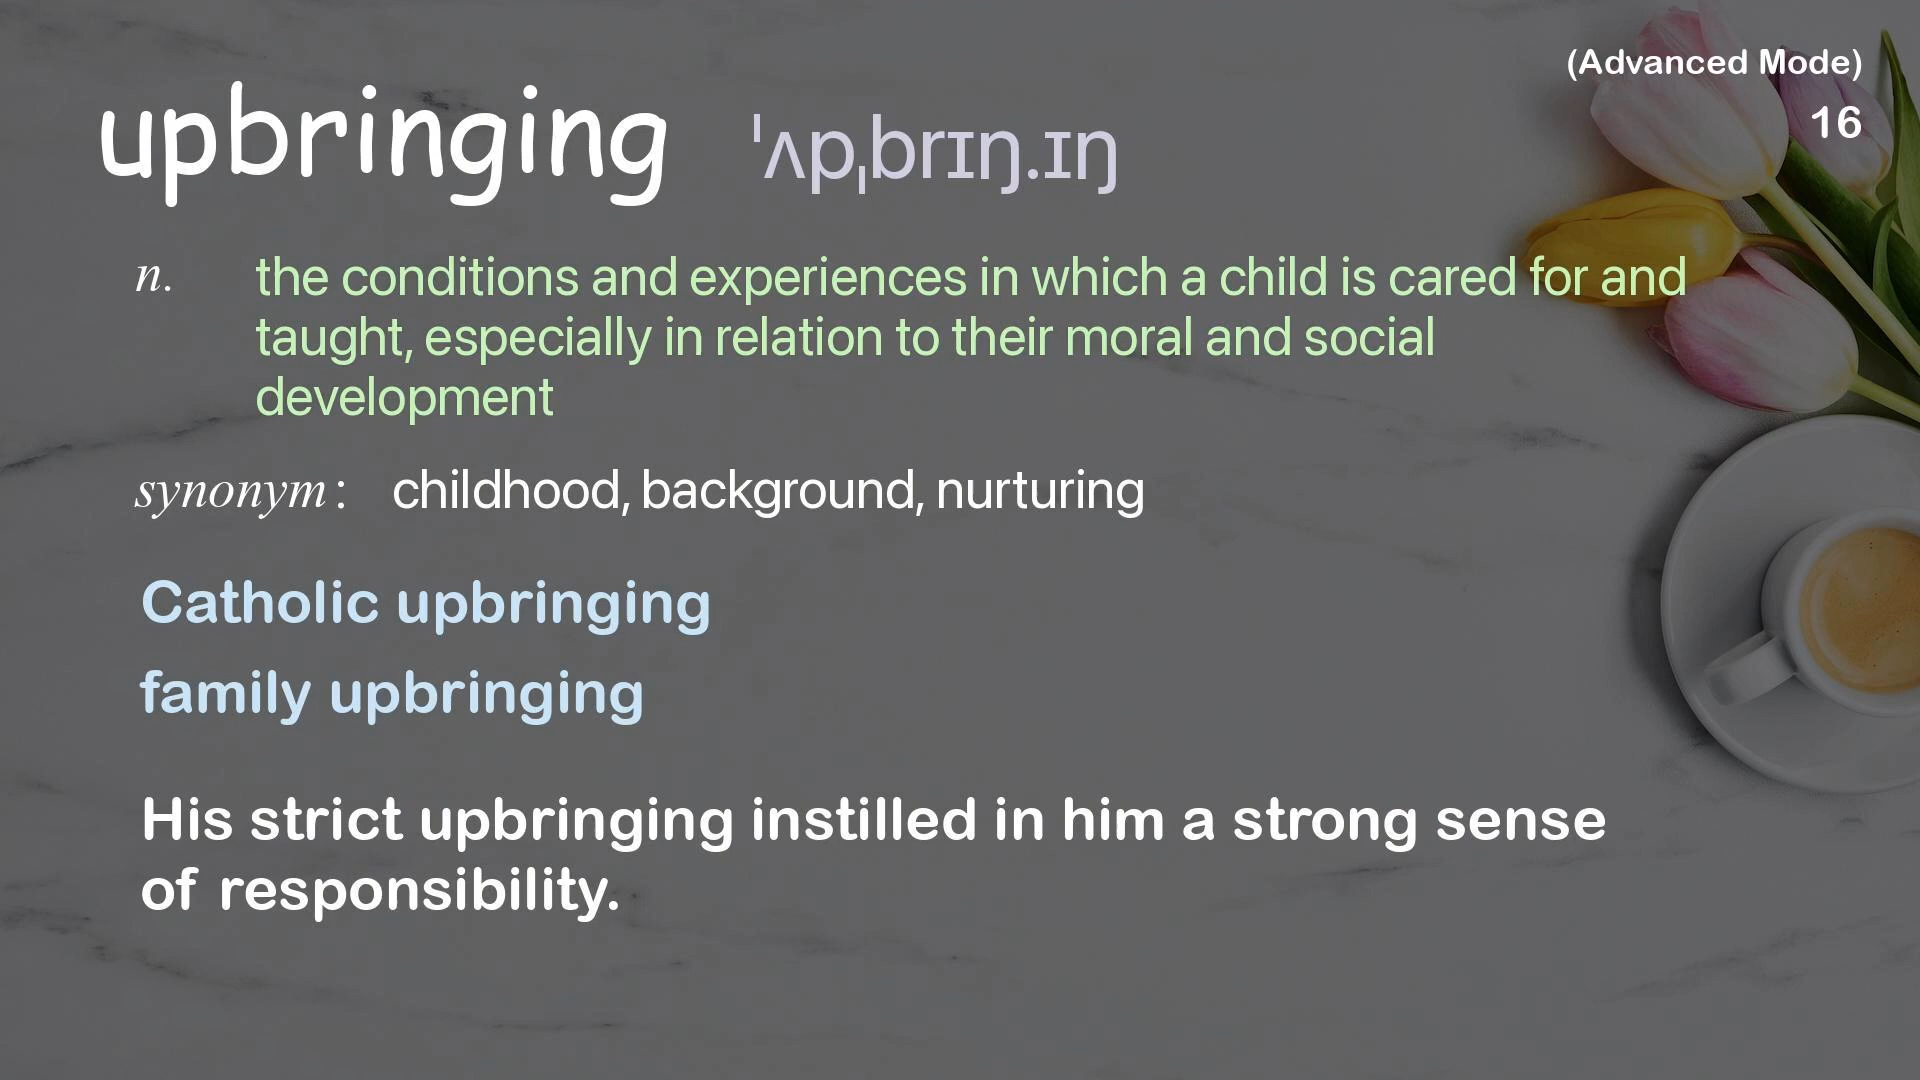 (Advanced Mode)
16
upbringing ˈʌpˌbrɪŋ.ɪŋ
n. the conditions and experiences in which a child is cared for and
taught, especially in relation to their moral and social
development
synonym: childhood, background, nurturing
Catholic upbringing
family upbringing
His strict upbringing instilled in him a strong sense
of responsibility.